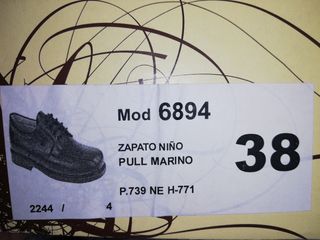 Mod 6894
ZAPATO NIÑO
PULL MARINO
38
P.739 NE H-771
2244 / 4